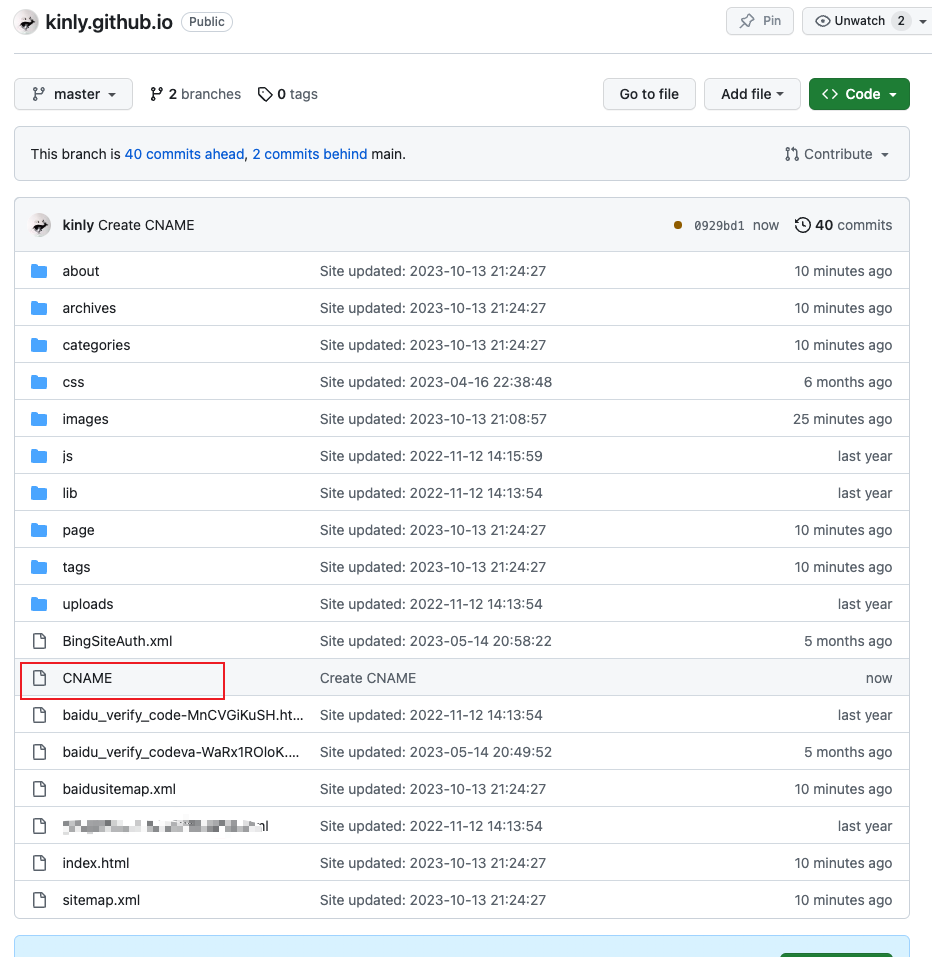 kinly.github.io Public Pin Unwatch 2
master 2 branches 0 tags Go to file Add file Code
This branch is 40 commits ahead, 2 commits behind main. Contribute
kinly Create CNAME 0929bd1 now 40 commits
about Site updated: 2023-10-13 21:24:27 10 minutes ago
archives Site updated: 2023-10-13 21:24:27 10 minutes ago
categories Site updated: 2023-10-13 21:24:27 10 minutes ago
css Site updated: 2023-04-16 22:38:48 6 months ago
images Site updated: 2023-10-13 21:08:57 25 minutes ago
js Site updated: 2022-11-12 14:15:59 last year
lib Site updated: 2022-11-12 14:13:54 last year
page Site updated: 2023-10-13 21:24:27 10 minutes ago
tags Site updated: 2023-10-13 21:24:27 10 minutes ago
uploads Site updated: 2022-11-12 14:13:54 last year
BingSiteAuth.xml Site updated: 2023-05-14 20:58:22 5 months ago
CNAME Create CNAME now
baidu_verify_code-MnCVGiKuSH.ht... Site updated: 2022-11-12 14:13:54 last year
baidu_verify_codeva-WaRx1ROIoK.... Site updated: 2023-05-14 20:49:52 5 months ago
baidusitemap.xml Site updated: 2023-10-13 21:24:27 10 minutes ago
Site updated: 2022-11-12 14:13:54 last year
index.html Site updated: 2023-10-13 21:24:27 10 minutes ago
sitemap.xml Site updated: 2023-10-13 21:24:27 10 minutes ago